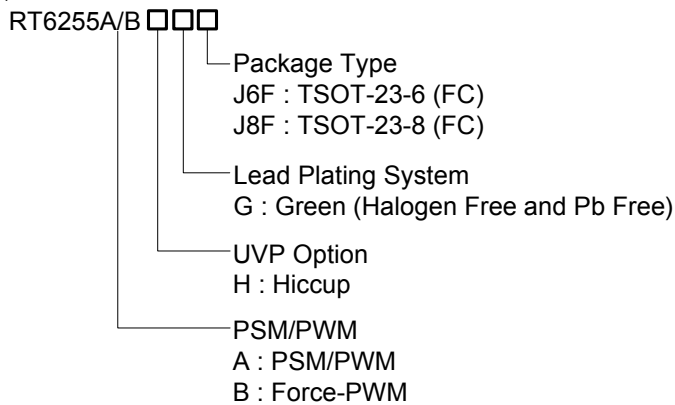 RT6255A/B
Package Type
J6F : TSOT-23-6 (FC)
J8F : TSOT-23-8 (FC)
Lead Plating System
G : Green (Halogen Free and Pb Free)
UVP Option
H : Hiccup
PSM/PWM
A : PSM/PWM
B : Force-PWM